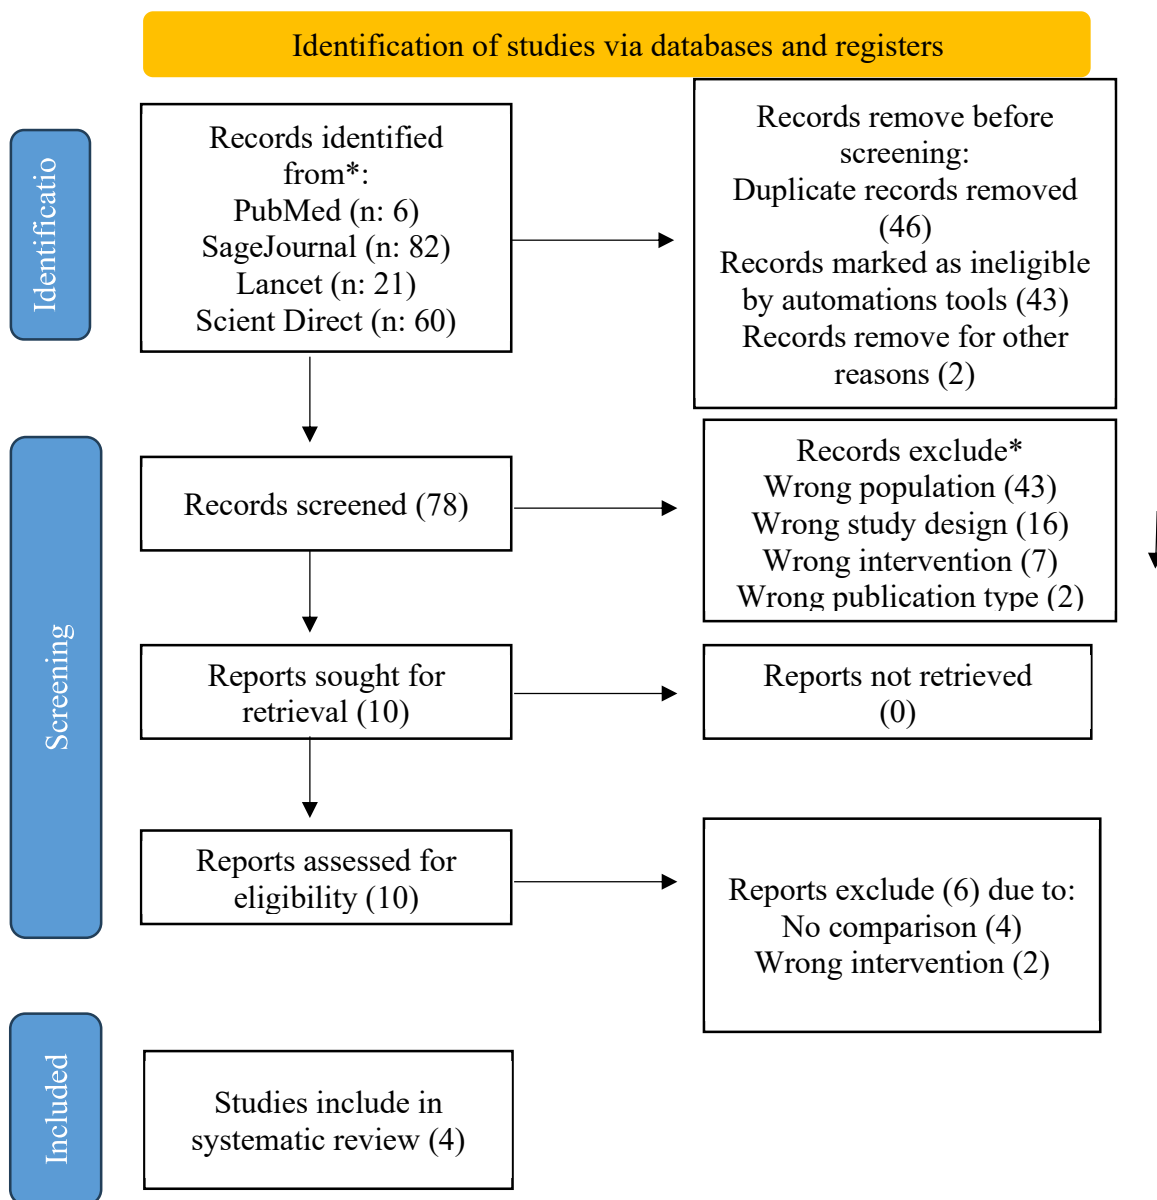 Identification of studies via databases and registers
Identificatio
Records identified
from*:
PubMed (n: 6)
SageJournal (n: 82)
Lancet (n: 21)
Scient Direct (n: 60)
Records remove before
screening:
Duplicate records removed
(46)
Records marked as ineligible
by automations tools (43)
Records remove for other
reasons (2)
Screening
Records screened (78)
Records exclude*
Wrong population (43)
Wrong study design (16)
Wrong intervention (7)
Wrong publication type (2)
Reports sought for
retrieval (10)
Reports not retrieved
(0)
Reports assessed for
eligibility (10)
Reports exclude (6) due to:
No comparison (4)
Wrong intervention (2)
Included
Studies include in
systematic review (4)